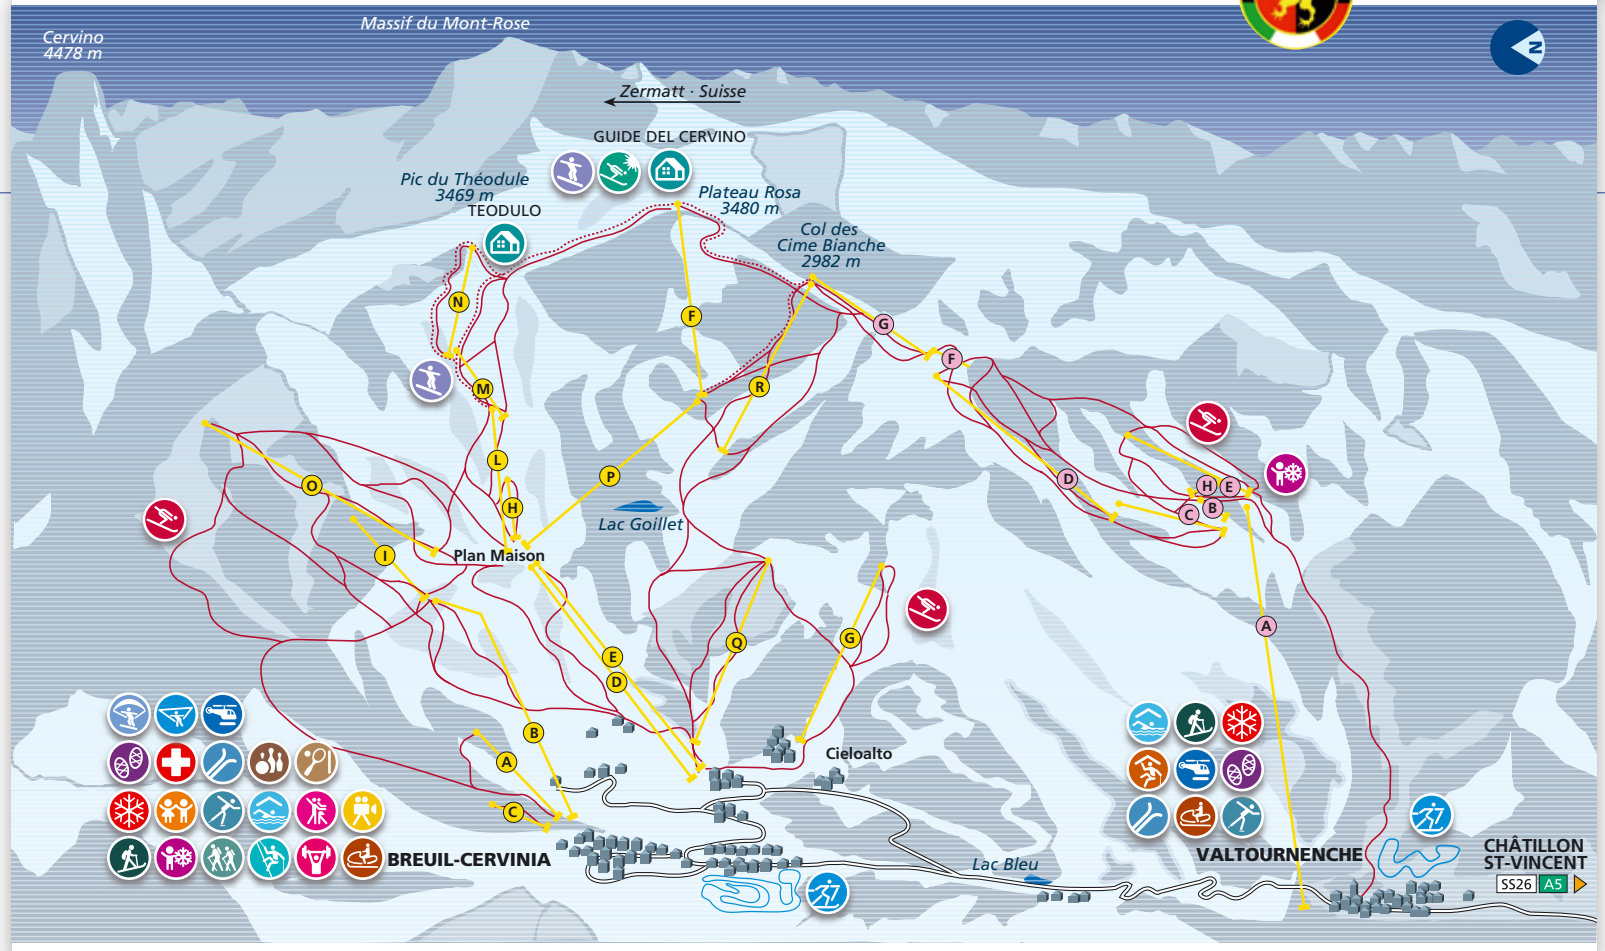 Massif du Mont-Rose
Cervino
4478 m
N
Zermatt · Suisse
GUIDE DEL CERVINO
Pic du Théodule
3469 m
TEODULO
Plateau Rosa
3480 m
Col des
Cime Bianche
2982 m
N
F
G
F
M
R
L
P
O
H
D
H
E
C
B
Lac Goillet
I
Plan Maison
A
E
D
Q
G
B
A
C
Cieloalto
BREUIL-CERVINIA
Lac Bleu
VALTOURNENCHE
CHÂTILLON
ST-VINCENT
SS26 A5